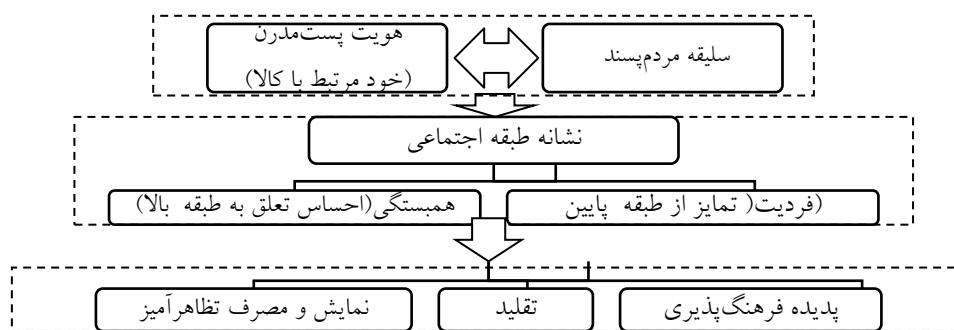 سلیقه مردم‌پسند
هویت پست‌مدرن
(خود مرتبط با کالا)
نشانه طبقه اجتماعی
(فردیت( تمایز از طبقه پایین
همبستگی(احساس تعلق به طبقه بالا)
پدیده فرهنگ‌پذیری
تقلید
نمایش و مصرف تظاهرآمیز